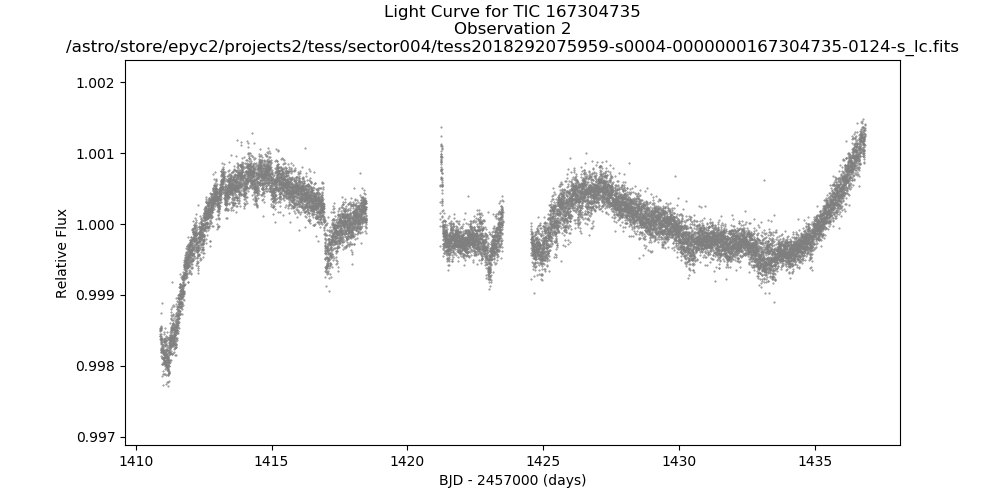 Light Curve for TIC 167304735
Observation 2
/astro/store/epyc2/projects2/tess/sector004/tess2018292075959-s0004-0000000167304735-0124-s_lc.fits
1.002
1.001
1.000
0.999
0.998
0.997
Relative Flux
1410
1415
1420
1425
1430
1435
BJD - 2457000 (days)